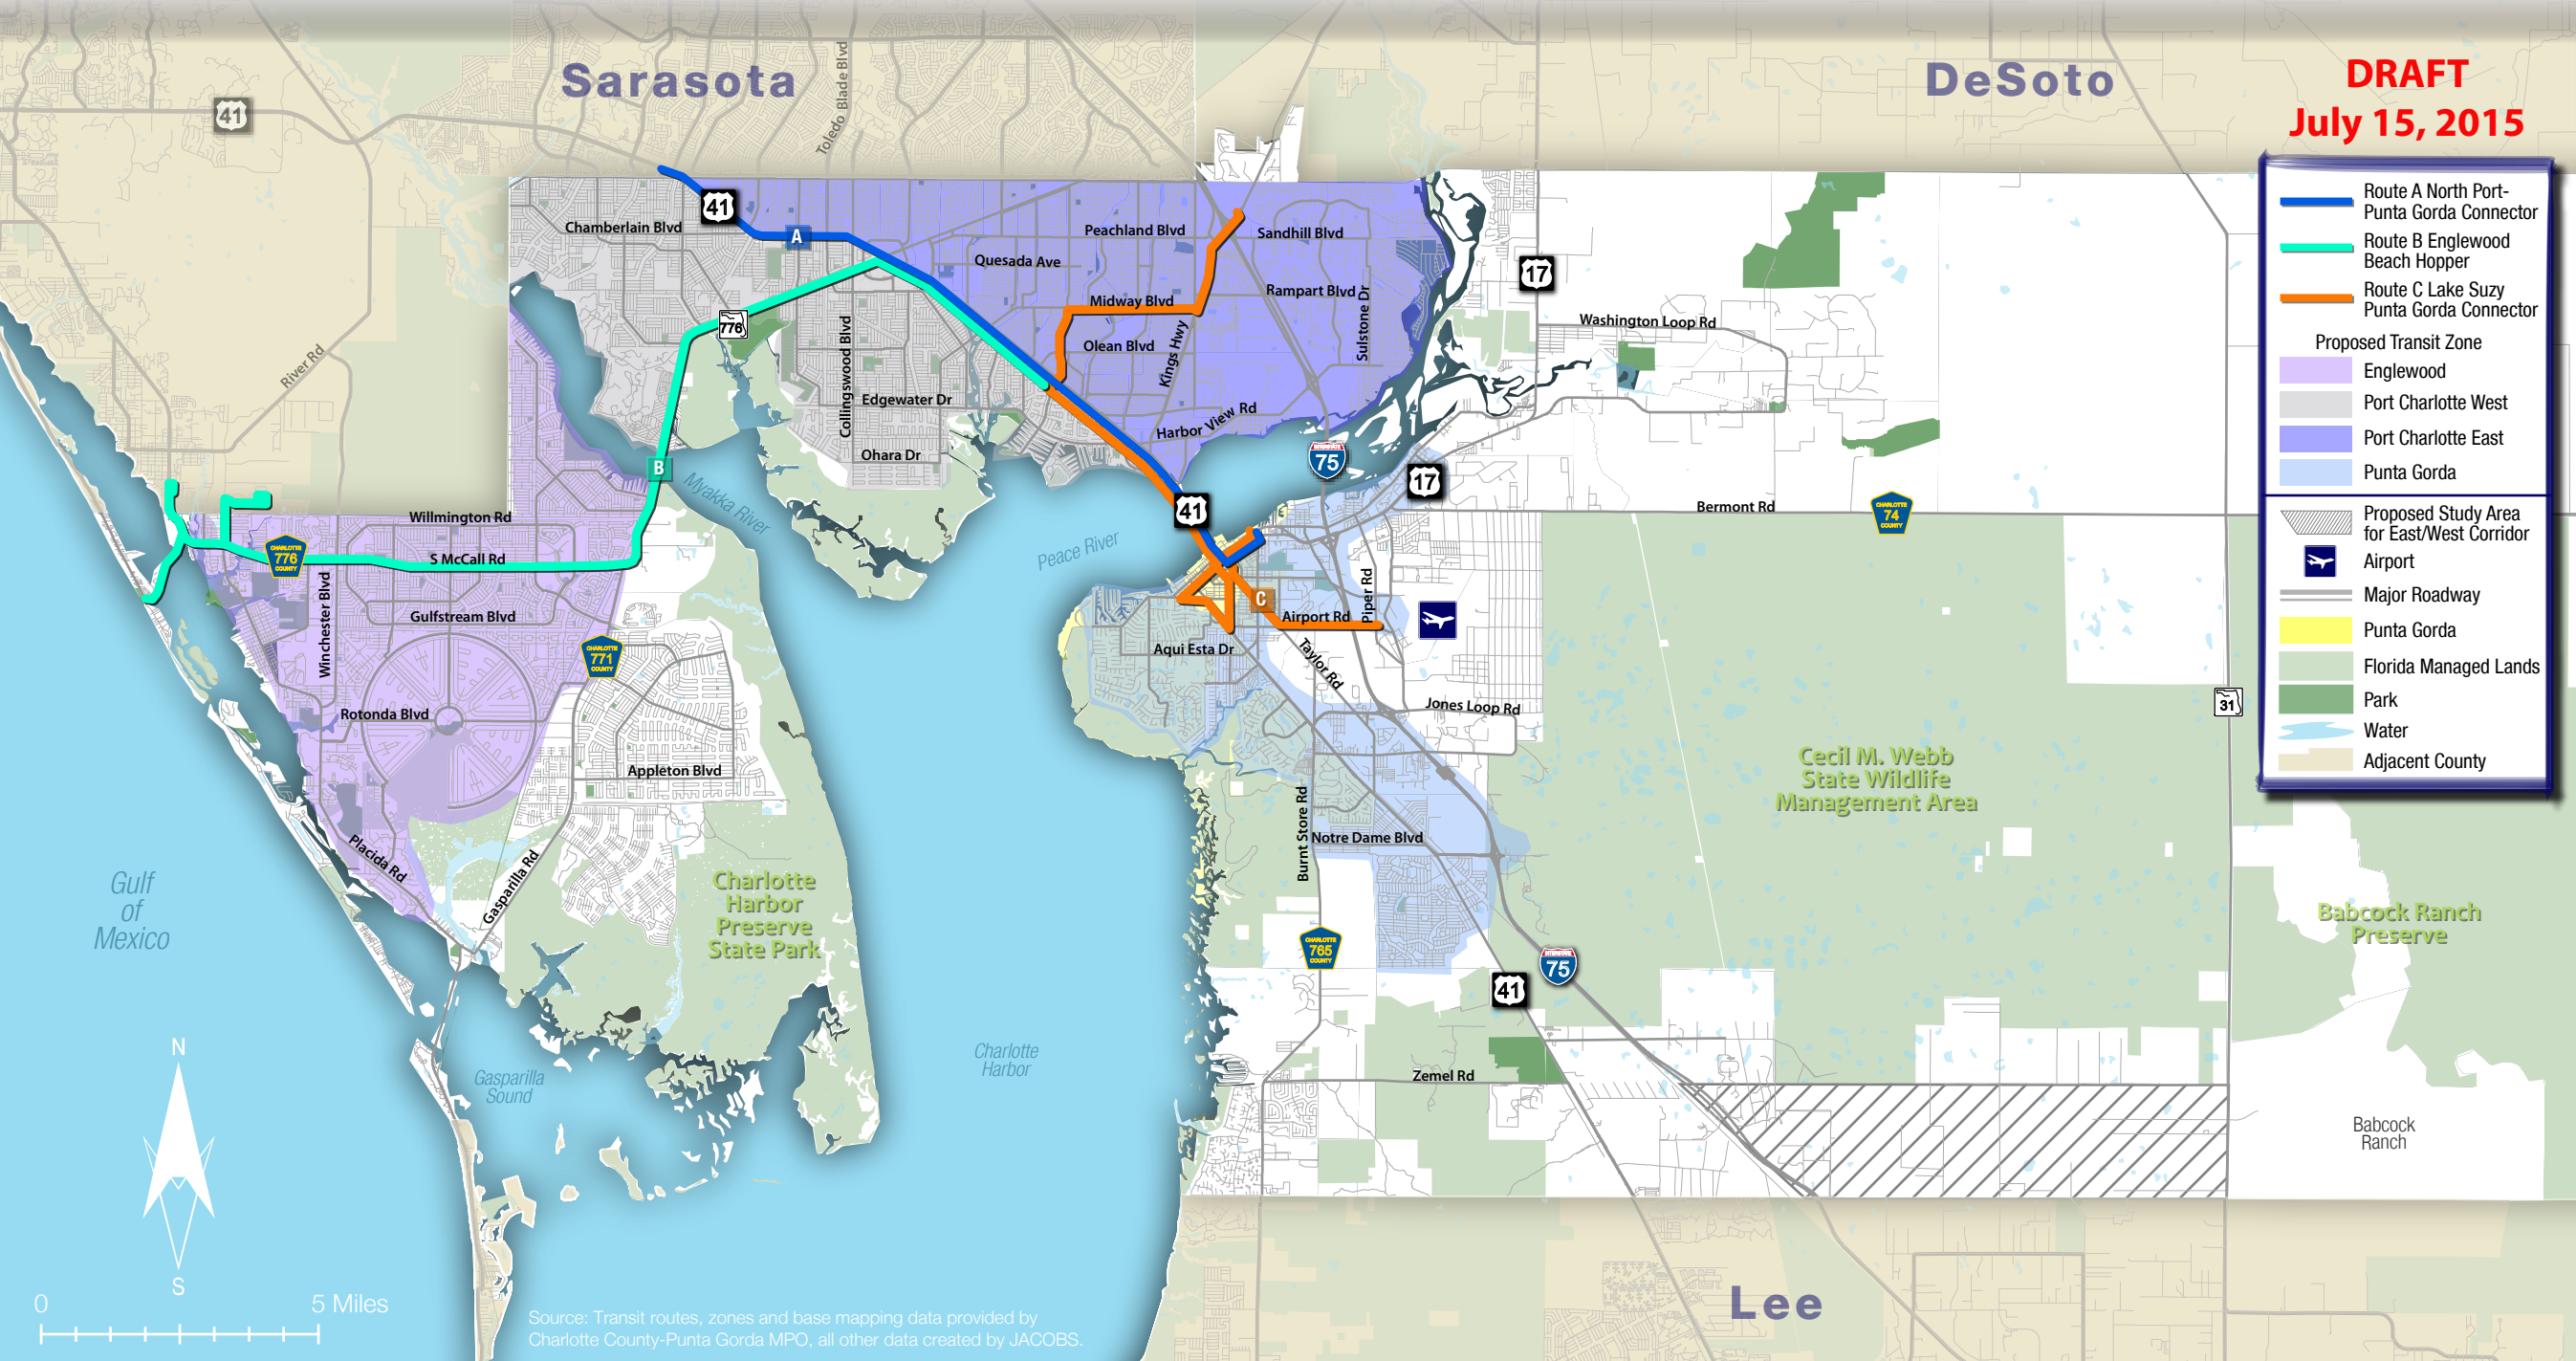 Sarasota
DeSoto
DRAFT
July 15, 2015
41
Toledo Blade Blvd
Route A North Port-
Punta Gorda Connector
Route B Englewood
Beach Hopper
Route C Lake Suzy
Punta Gorda Connector
Proposed Transit Zone
Englewood
Port Charlotte West
Port Charlotte East
Punta Gorda
Proposed Study Area
for East/West Corridor
Airport
Major Roadway
Punta Gorda
Florida Managed Lands
Park
Water
Adjacent County
41
A
Chamberlain Blvd
Peachland Blvd
Sandhill Blvd
Quesada Ave
17
Rampart Blvd
Midway Blvd
Sulstone Dr
776
Washington Loop Rd
Collingswood Blvd
Olean Blvd
Kings Hwy
River Rd
Edgewater Dr
Harbor View Rd
Ohara Dr
B
75
17
Myakka River
41
Bermont Rd
CHARLOTTE
74
COUNTY
Willmington Rd
Peace River
CHARLOTTE
776
COUNTY
S McCall Rd
Winchester Blvd
Piper Rd
C
Airport Rd
Gulfstream Blvd
CHARLOTTE
771
COUNTY
Aqui Esta Dr
Taylor Rd
Jones Loop Rd
31
Rotonda Blvd
Appleton Blvd
Cecil M. Webb
State Wildlife
Management Area
Burnt Store Rd
Notre Dame Blvd
Placida Rd
Gasparilla Rd
Gulf
of
Mexico
Charlotte
Harbor
Preserve
State Park
CHARLOTTE
765
COUNTY
Babcock Ranch
Preserve
75
41
Charlotte
Harbor
Gasparilla
Sound
Zemel Rd
Babcock
Ranch
N
S
0
5 Miles
Lee
Source: Transit routes, zones and base mapping data provided by
Charlotte County-Punta Gorda MPO, all other data created by JACOBS.